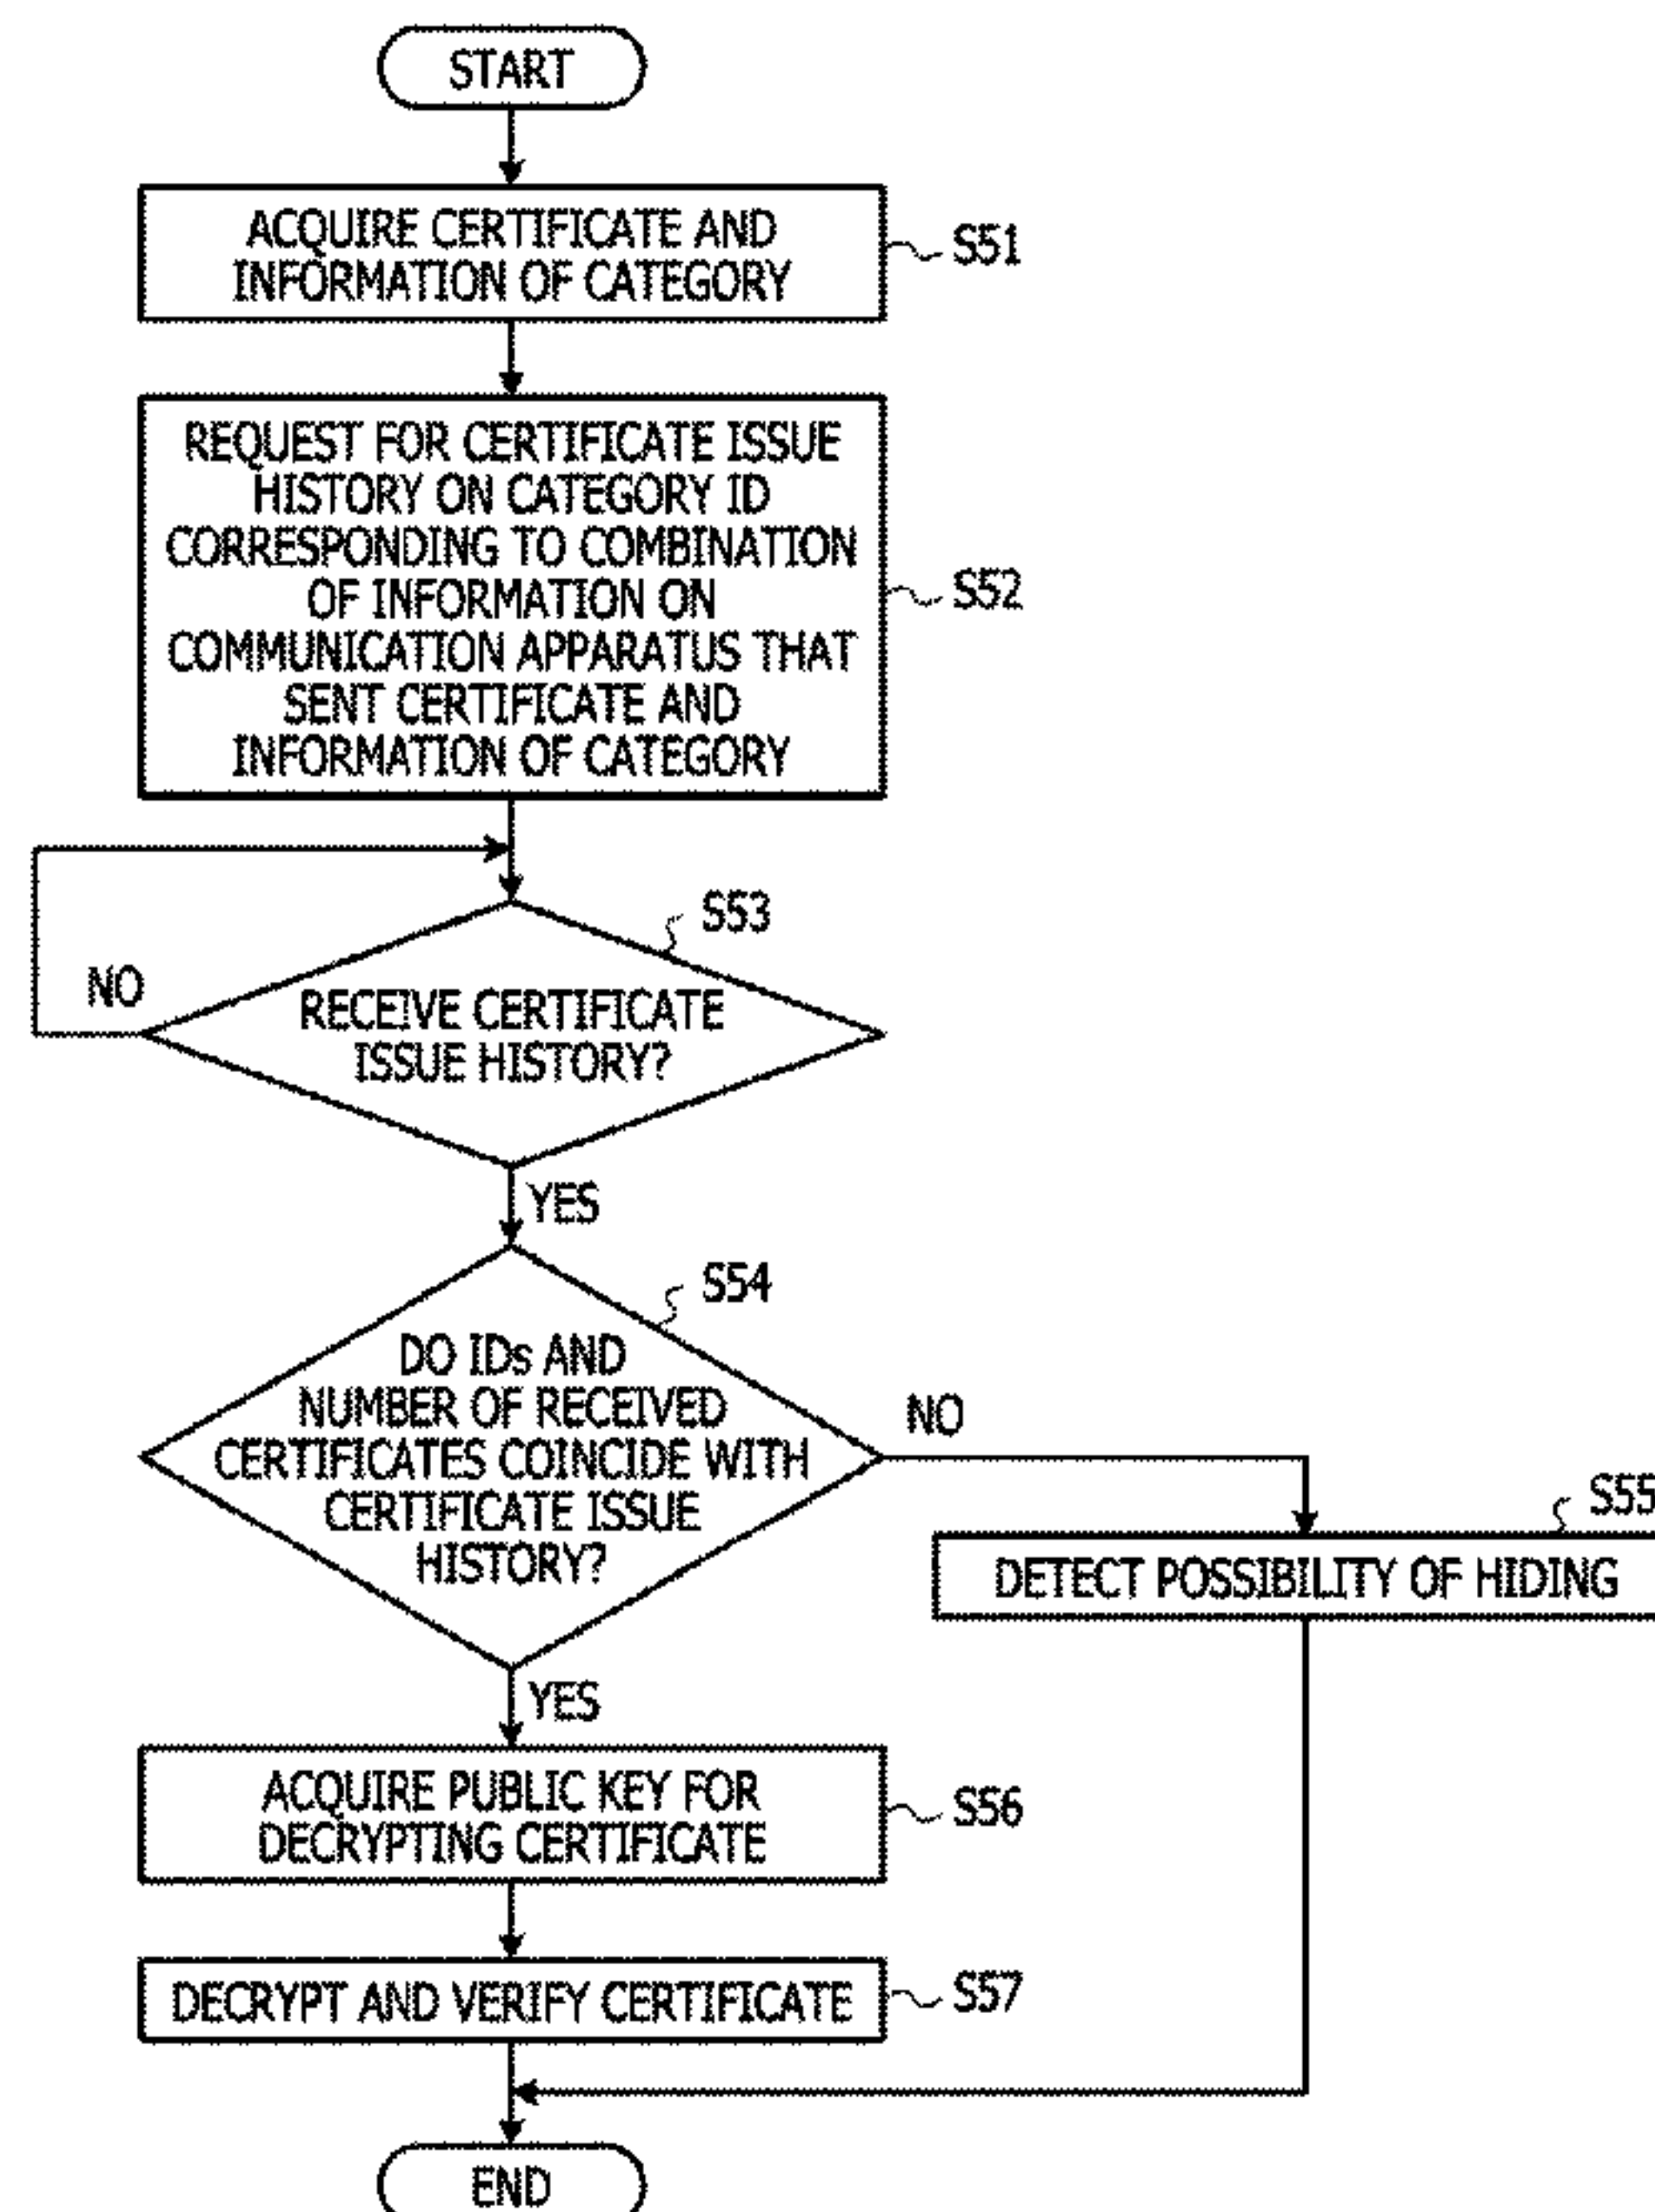 START
ACQUIRE CERTIFICATE AND
INFORMATION OF CATEGORY
S51
REQUEST FOR CERTIFICATE ISSUE
HISTORY ON CATEGORY ID
CORRESPONDING TO COMBINATION
OF INFORMATION ON
COMMUNICATION APPARATUS THAT
SENT CERTIFICATE AND
INFORMATION OF CATEGORY
S52
S53
NO
RECEIVE CERTIFICATE
ISSUE HISTORY?
YES
S54
DO IDs AND
NUMBER OF RECEIVED
CERTIFICATES COINCIDE WITH
CERTIFICATE ISSUE
HISTORY?
NO
S55
DETECT POSSIBILITY OF HIDING
YES
ACQUIRE PUBLIC KEY FOR
DECRYPTING CERTIFICATE
S56
DECRYPT AND VERIFY CERTIFICATE
S57
END